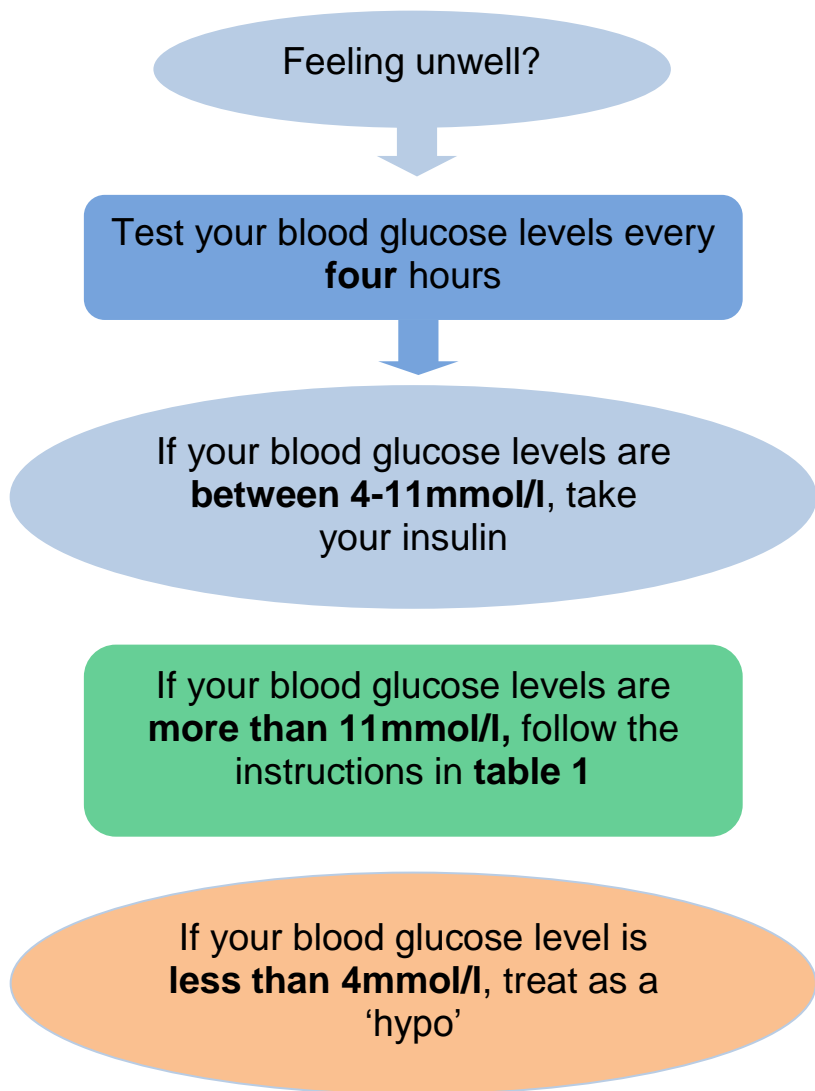 Feeling unwell?
Test your blood glucose levels every
four hours
If your blood glucose levels are
between 4-11mmol/l, take
your insulin
If your blood glucose levels are
more than 11mmol/l, follow the
instructions in table 1
If your blood glucose level is
less than 4mmol/l, treat as a
‘hypo’